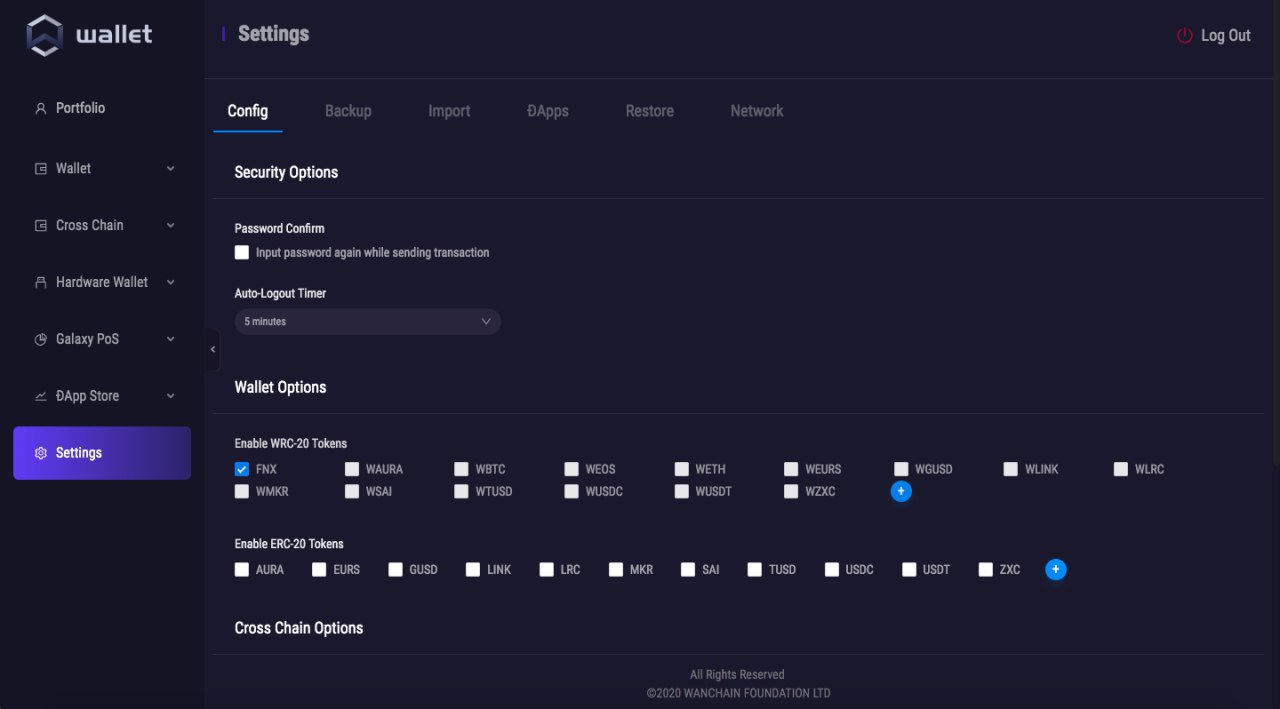 wallet
Settings
Log Out
Portfolio
Wallet
Cross Chain
Hardware Wallet
Galaxy PoS
ÐApp Store
Settings
Config Backup Import ÐApps Restore Network
Security Options
Password Confirm
Input password again while sending transaction
Auto-Logout Timer
5 minutes
Wallet Options
Enable WRC-20 Tokens
FNX WAURA WBTC WEOS WETH WEURS WGUSD WLINK WLRC
WMKR WSAI WTUSD WUSDC WUSDT WZXC +
Enable ERC-20 Tokens
AURA EURS GUSD LINK LRC MKR SAI TUSD USDC USDT ZXC +
Cross Chain Options
All Rights Reserved
©2020 WANCHAIN FOUNDATION LTD